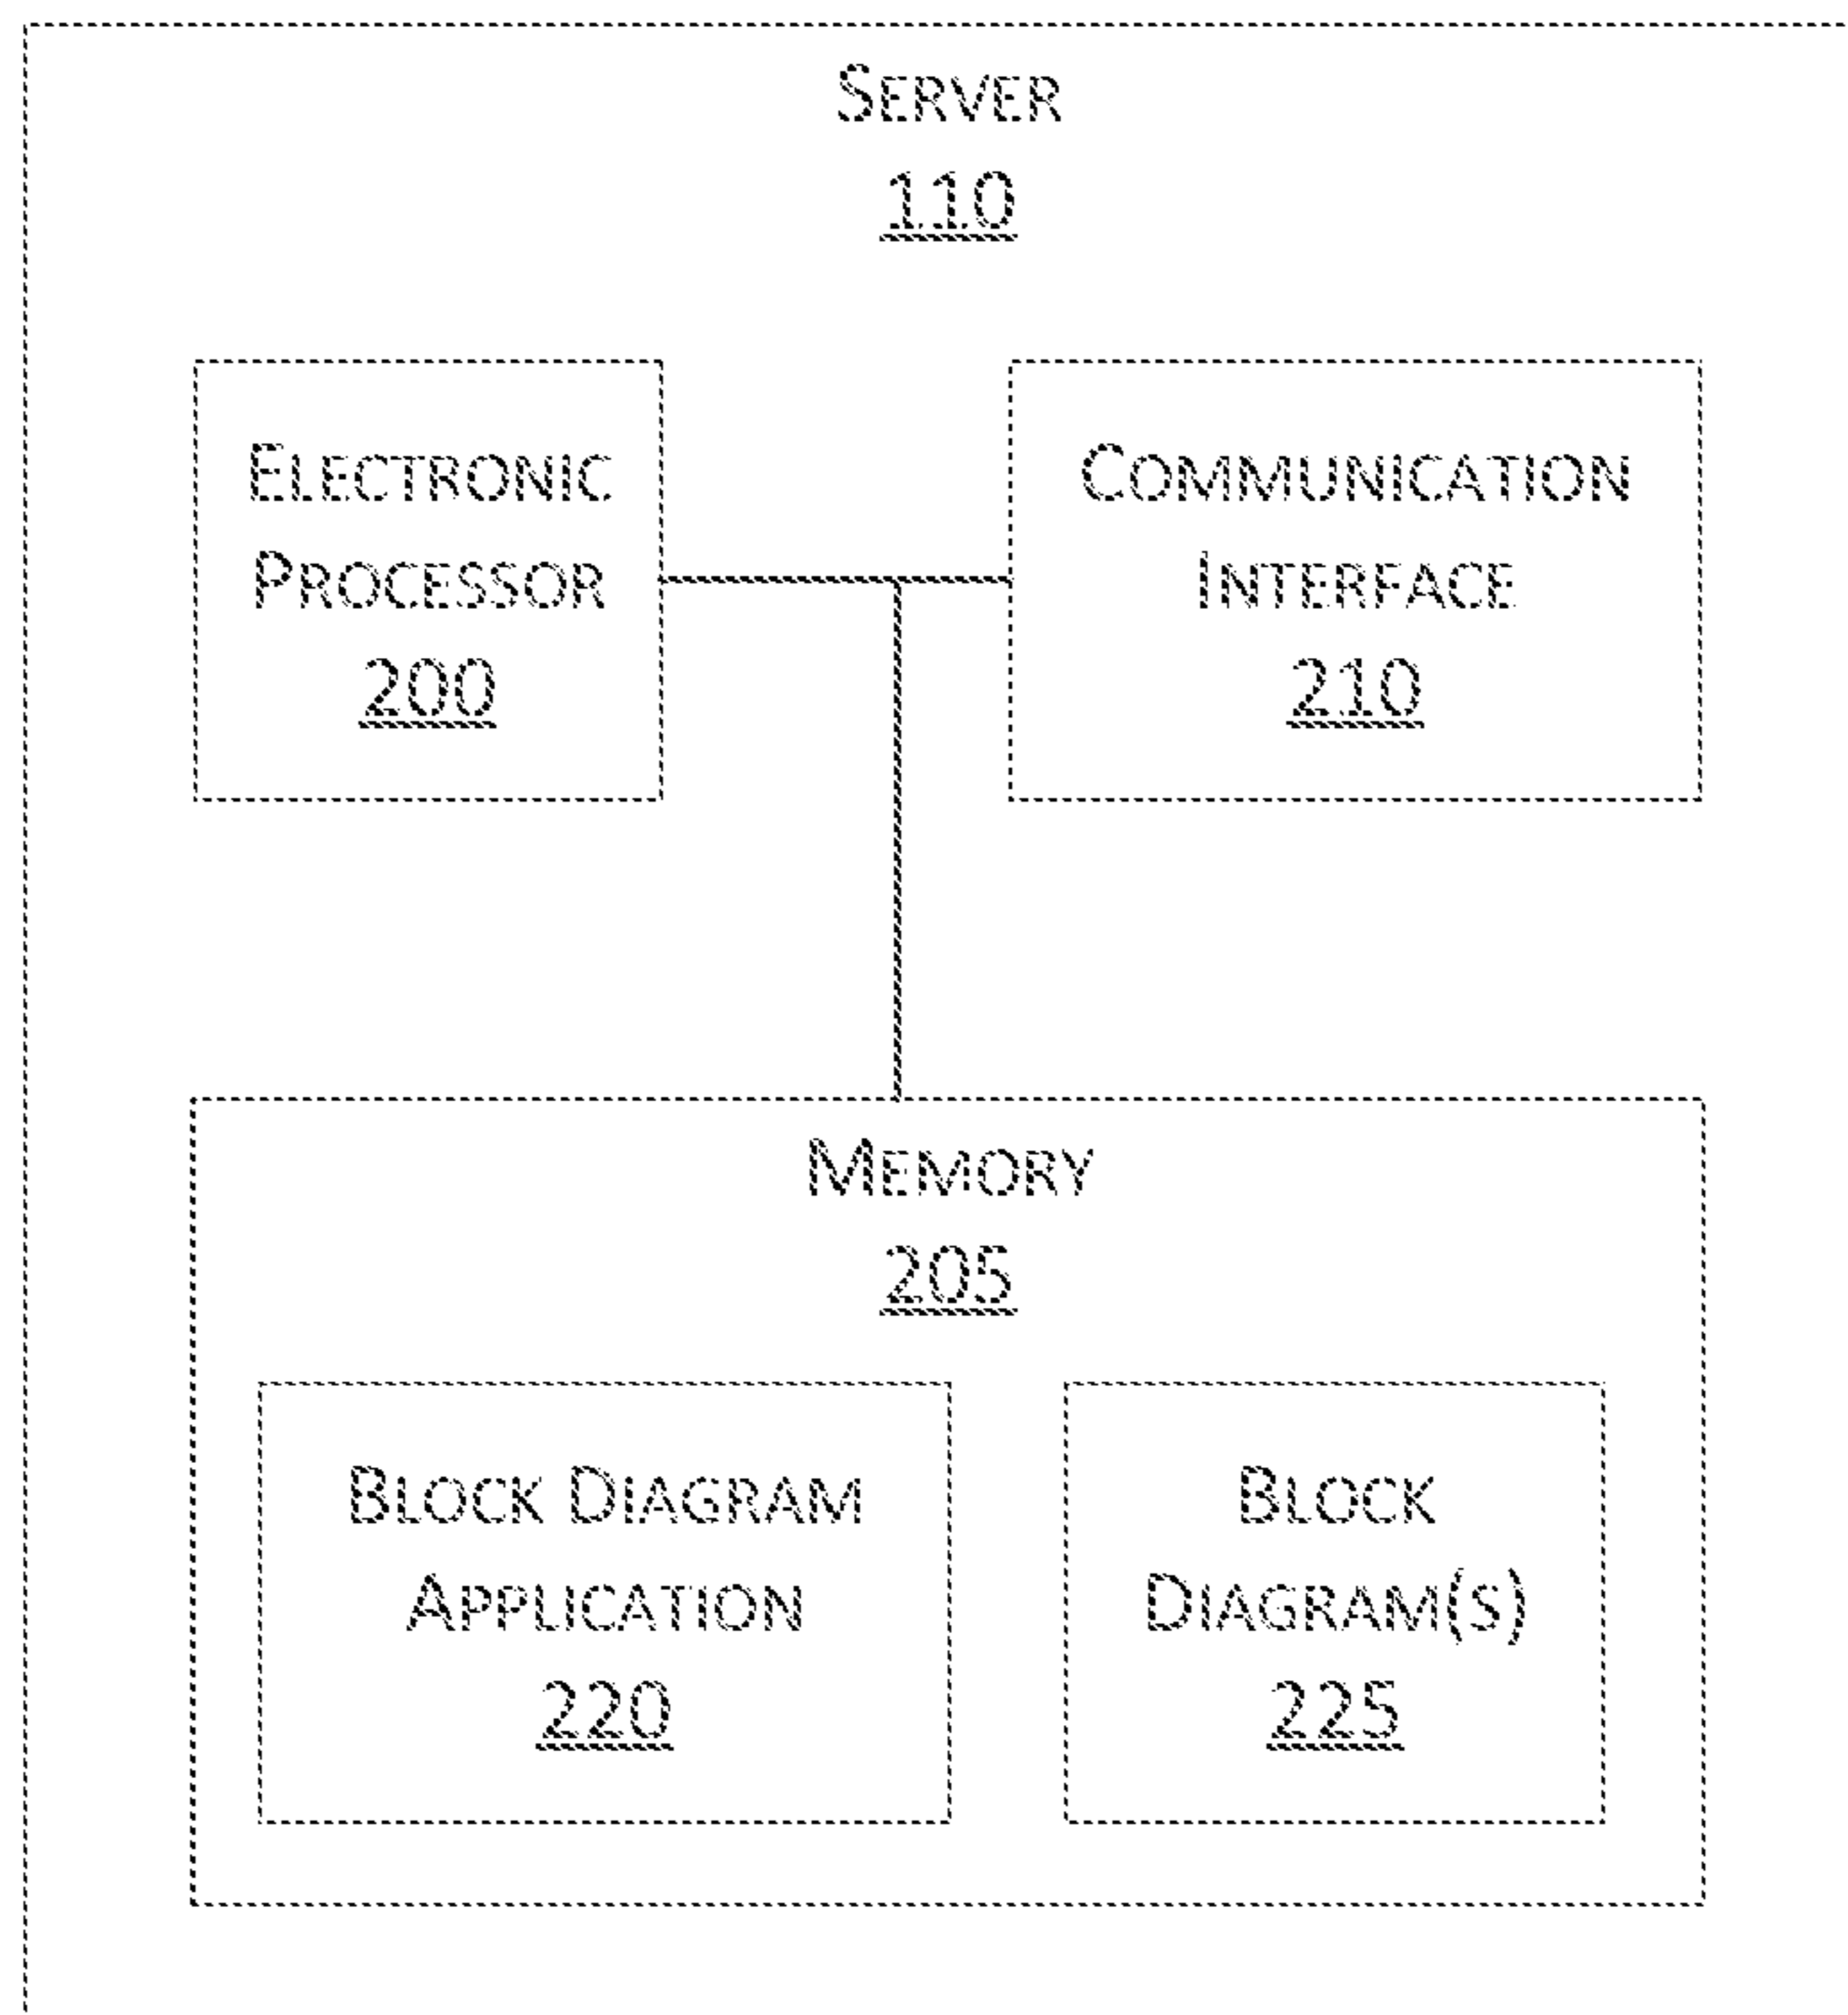 SERVER
110
ELECTRONIC
PROCESSOR
200
COMMUNICATION
INTERFACE
210
MEMORY
205
BLOCK DIAGRAM
APPLICATION
220
BLOCK
DIAGRAM(S)
225